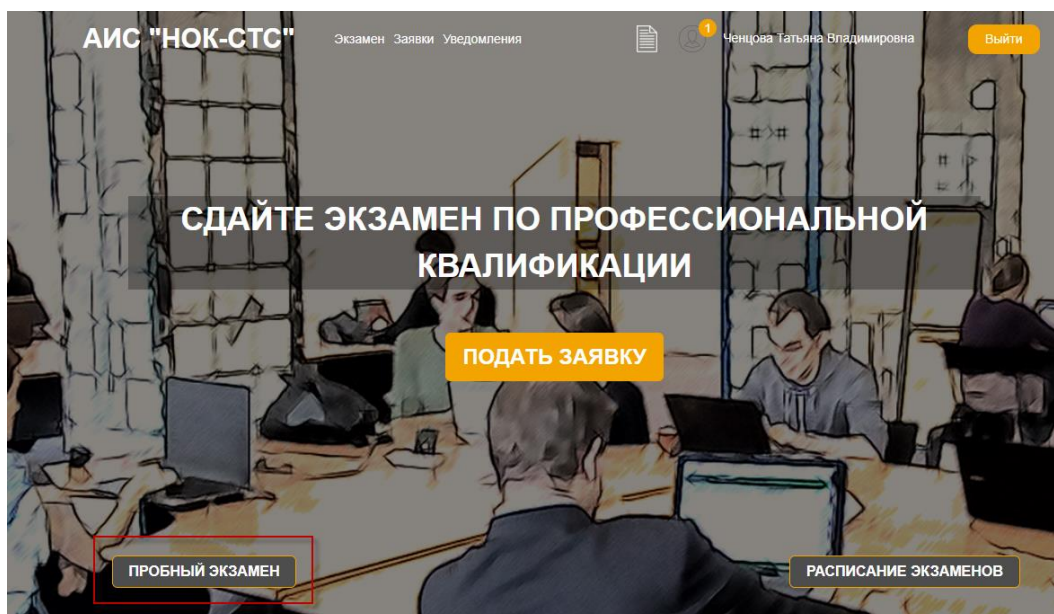 АИС "НОК-СТС"
Экзамен Заявки Уведомления
1
Ченцова Татьяна Владимировна
Выйти
СДАЙТЕ ЭКЗАМЕН ПО ПРОФЕССИОНАЛЬНОЙ
КВАЛИФИКАЦИИ
ПОДАТЬ ЗАЯВКУ
ПРОБНЫЙ ЭКЗАМЕН
РАСПИСАНИЕ ЭКЗАМЕНОВ